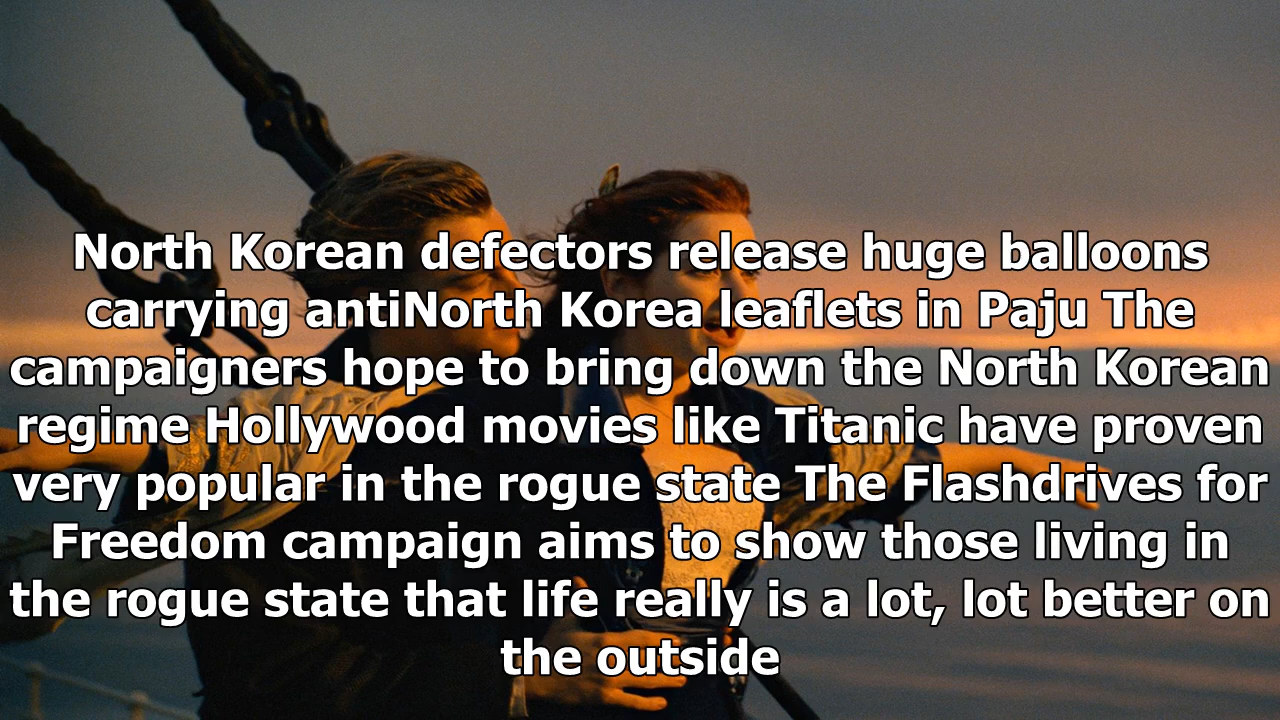 North Korean defectors release huge balloons
carrying antiNorth Korea leaflets in Paju The
campaigners hope to bring down the North Korean
regime Hollywood movies like Titanic have proven
very popular in the rogue state The Flashdrives for
Freedom campaign aims to show those living in
the rogue state that life really is a lot, lot better on
the outside